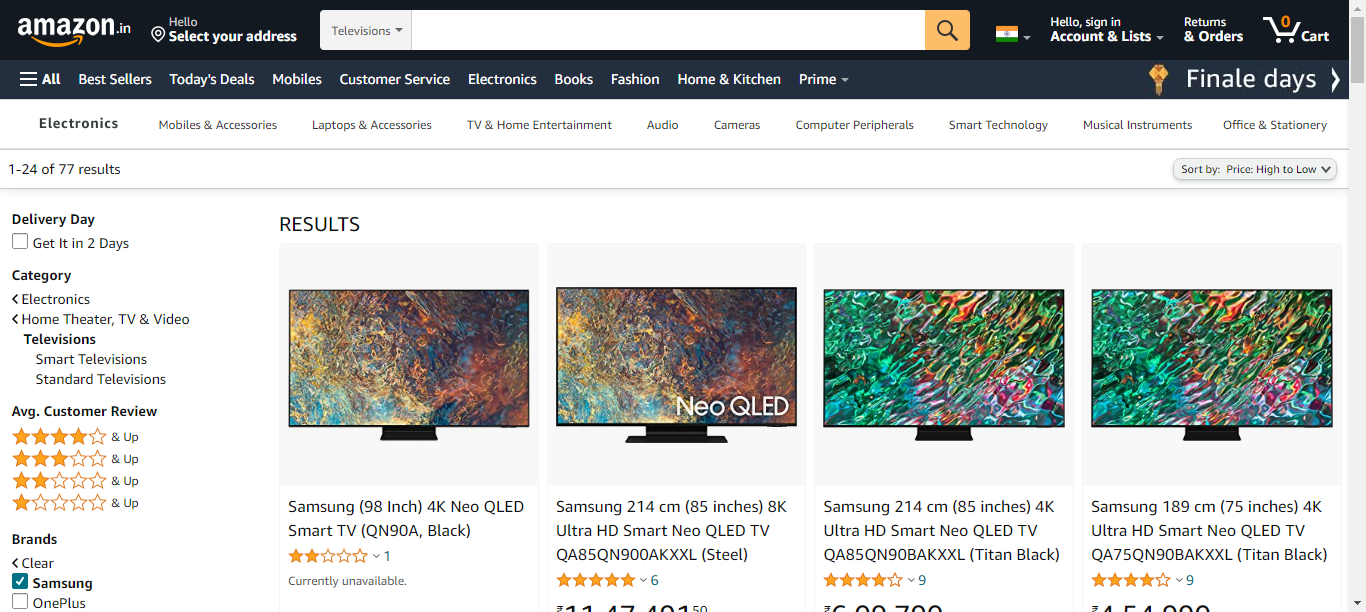 amazon.in
Hello
Select your address
Televisions
Hello, sign in
Account & Lists
Returns
& Orders
0
Cart
All
Best Sellers
Today's Deals
Mobiles
Customer Service
Electronics
Books
Fashion
Home & Kitchen
Prime
Finale days
Electronics
Mobiles & Accessories
Laptops & Accessories
TV & Home Entertainment
Audio
Cameras
Computer Peripherals
Smart Technology
Musical Instruments
Office & Stationery
1-24 of 77 results
Sort by: Price: High to Low
Delivery Day
Get It in 2 Days
Category
Electronics
Home Theater, TV & Video
Televisions
Smart Televisions
Standard Televisions
Avg. Customer Review
& Up
& Up
& Up
& Up
Brands
Clear
Samsung
OnePlus
RESULTS
Samsung (98 Inch) 4K Neo QLED
Smart TV (QN90A, Black)
1
Currently unavailable.
Neo QLED
Samsung 214 cm (85 inches) 8K
Ultra HD Smart Neo QLED TV
QA85QN900AKXXL (Steel)
6
Samsung 214 cm (85 inches) 4K
Ultra HD Smart Neo QLED TV
QA85QN90BAKXXL (Titan Black)
9
Samsung 189 cm (75 inches) 4K
Ultra HD Smart Neo QLED TV
QA75QN90BAKXXL (Titan Black)
9